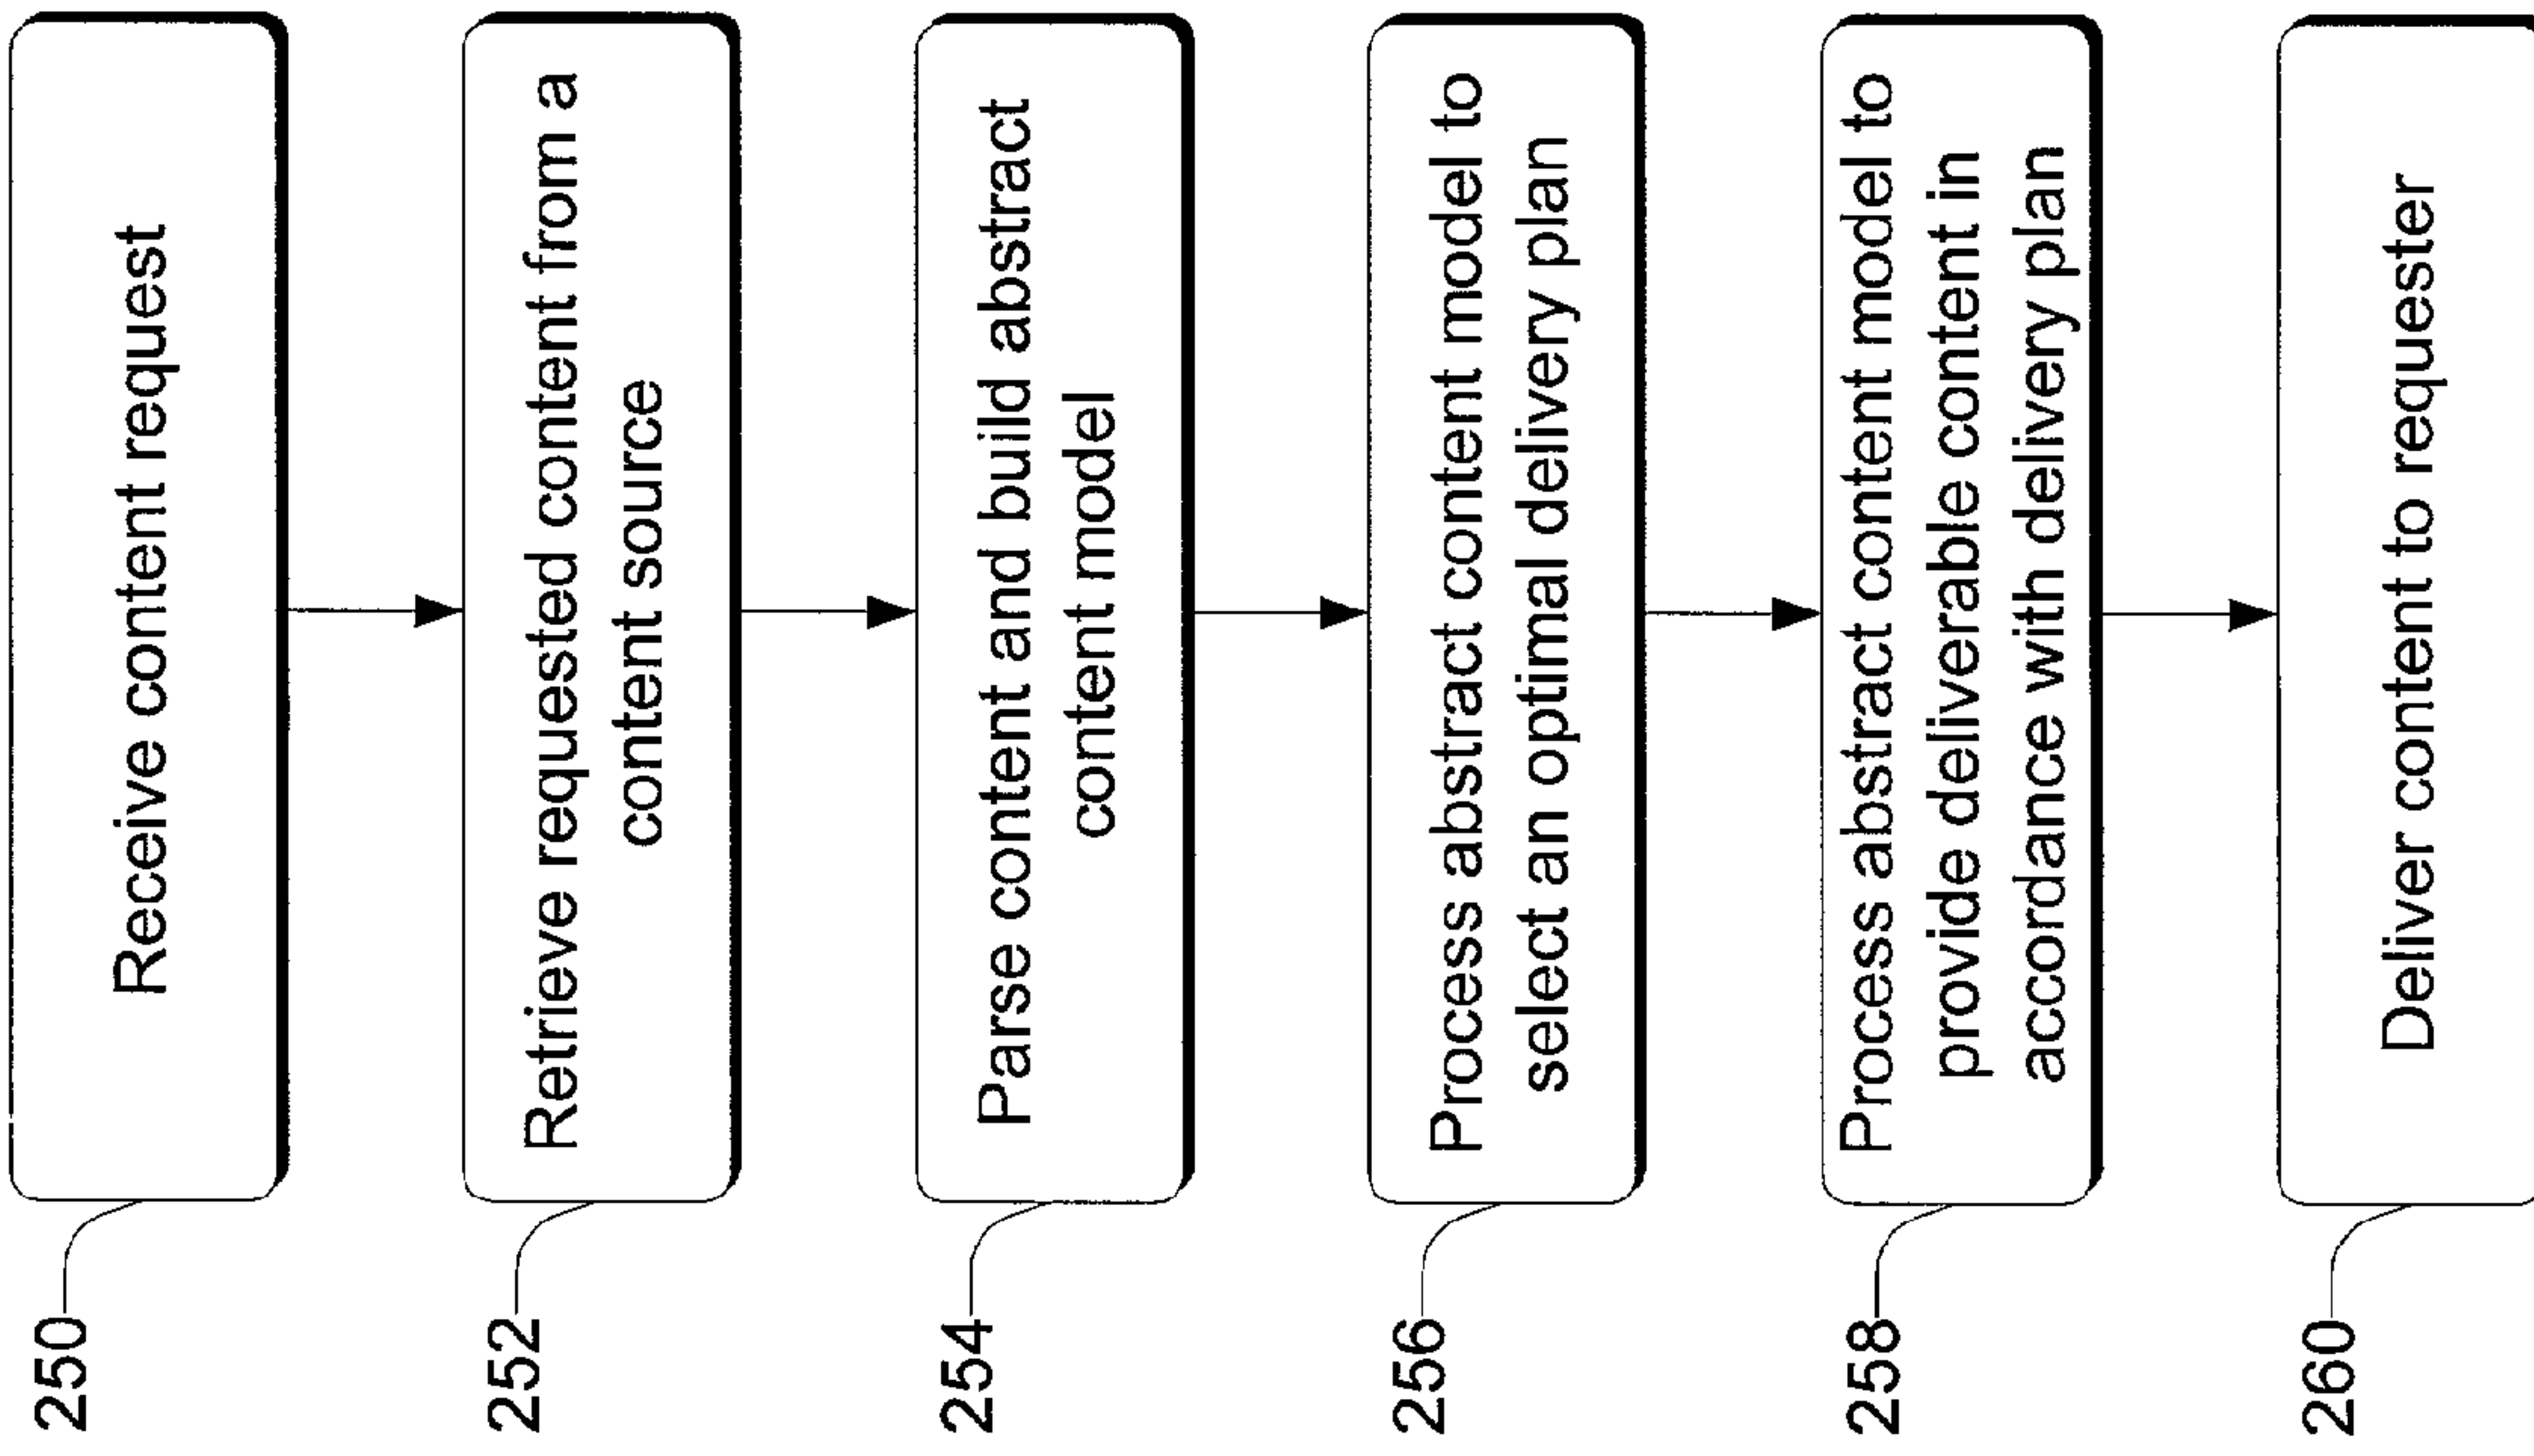 250
Receive content request
252
Retrieve requested content from a
content source
254
Parse content and build abstract
content model
256
Process abstract content model to
select an optimal delivery plan
258
Process abstract content model to
provide deliverable content in
accordance with delivery plan
260
Deliver content to requester